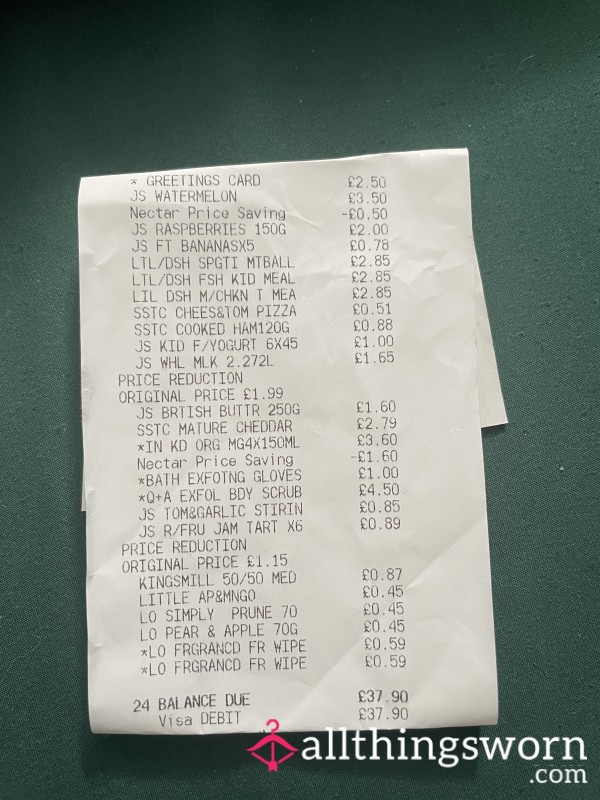 * GREETINGS CARD £2.50
JS WATERMELON £3.50
Nectar Price Saving -£0.50
JS RASPBERRIES 150G £2.00
JS FT BANANASX5 £0.78
LTL/DSH SPGTI MTBALL £2.85
LTL/DSH FSH KID MEAL £2.85
LIL DSH M/CHKN T MEA £2.85
SSTC CHEES&TOM PIZZA £0.51
SSTC COOKED HAM120G £0.88
JS KID F/YOGURT 6X45 £1.00
JS WHL MLK 2.272L £1.65
PRICE REDUCTION
ORIGINAL PRICE £1.99
JS BRTISH BUTTR 250G £1.60
SSTC MATURE CHEDDAR £2.79
*IN KD ORG MG4X150ML £3.60
Nectar Price Saving -£1.60
*BATH EXFOTNG GLOVES £1.00
*Q+A EXFOL BDY SCRUB £4.50
JS TOM&GARLIC STIRIN £0.85
JS R/FRU JAM TART X6 £0.89
PRICE REDUCTION
ORIGINAL PRICE £1.15
KINGSMILL 50/50 MED £0.87
LITTLE AP&MNGO £0.45
LO SIMPLY PRUNE 70 £0.45
LO PEAR & APPLE 70G £0.45
*LO FRGRANCD FR WIPE £0.59
*LO FRGRANCD FR WIPE £0.59
24 BALANCE DUE £37.90
Visa DEBIT £37.90
allthingsworn
.com